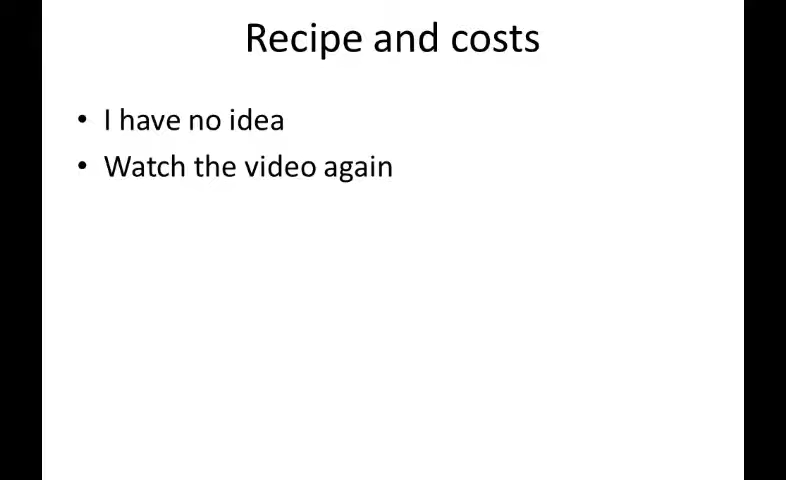 Recipe and costs
• I have no idea
• Watch the video again